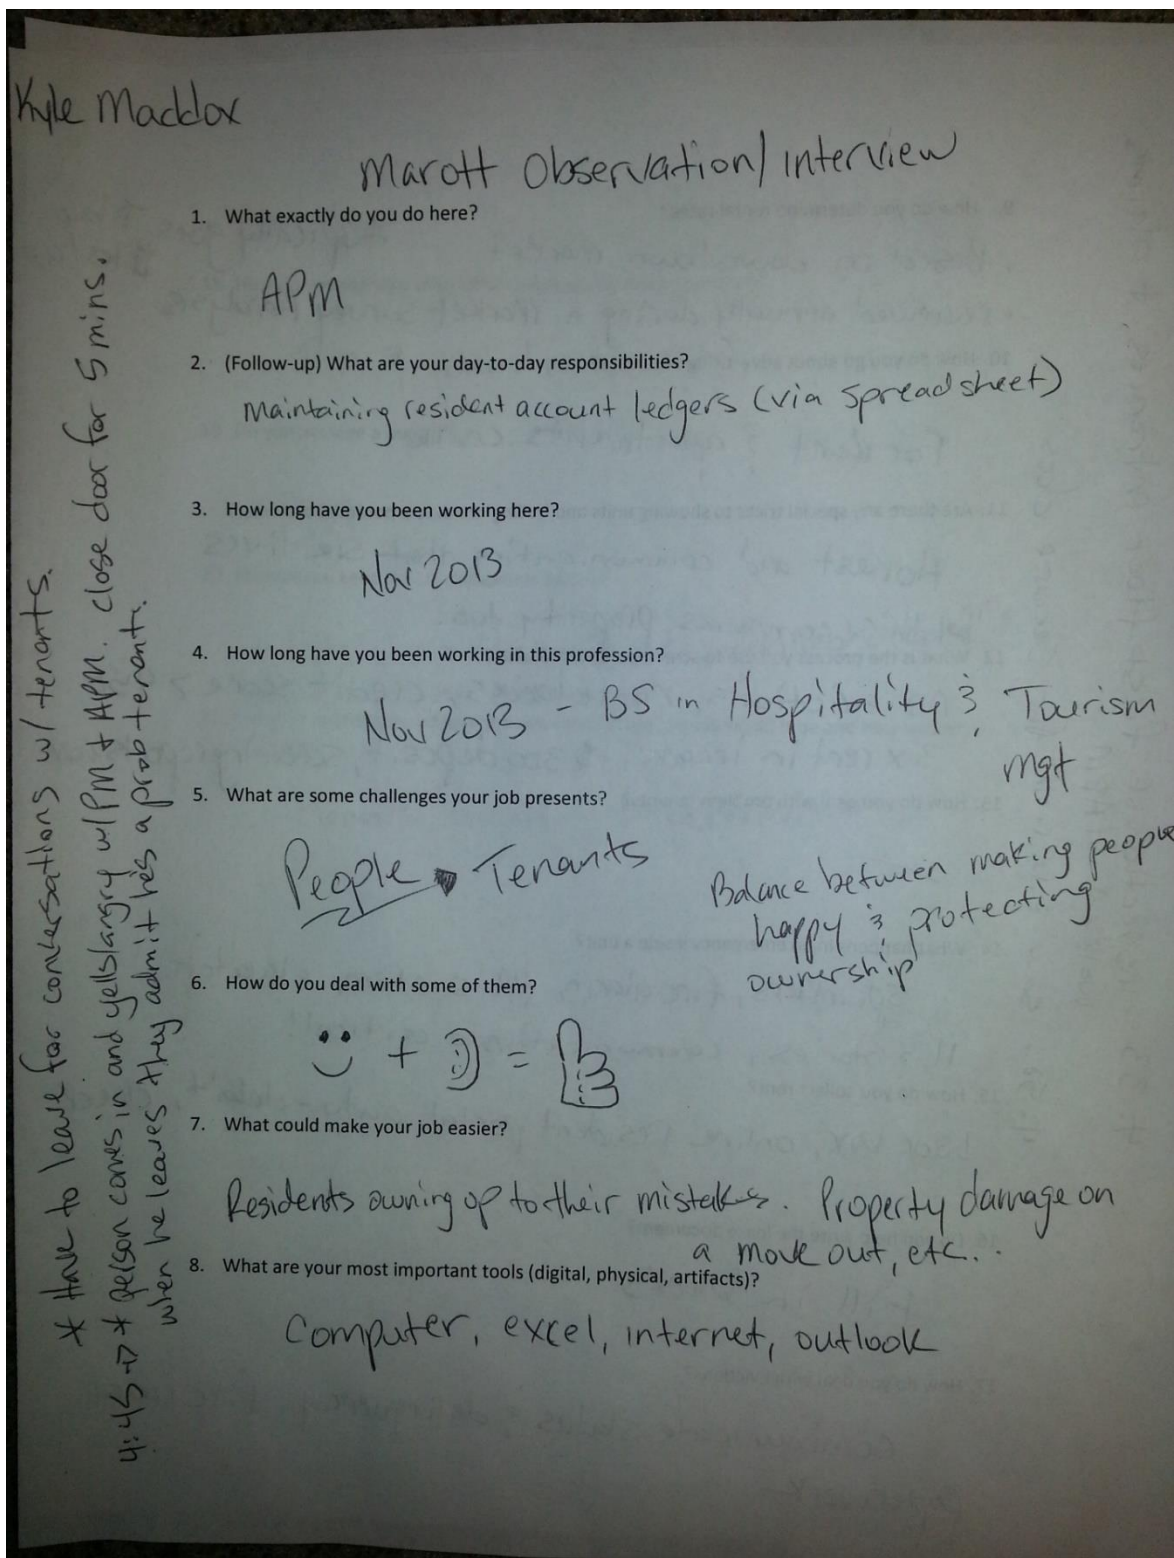 Kyle Maddox
Marott Observation/Interview
1. What exactly do you do here?
APM
2. (Follow-up) What are your day-to-day responsibilities?
Maintaining resident account ledgers (via spreadsheet)
3. How long have you been working here?
Nov 2013
4. How long have you been working in this profession?
Nov 2013 - BS in Hospitality & Tourism
mgt
5. What are some challenges your job presents?
People Tenants
Balance between making people
happy & protecting
ownership
6. How do you deal with some of them?
+ =
7. What could make your job easier?
Residents owning up to their mistakes. Property damage on
a move out, etc..
8. What are your most important tools (digital, physical, artifacts)?
Computer, excel, internet, outlook
* Have to leave for conversations w/ tenants.
4:45 → * person comes in and yells/angry w/ PM + APM. close door for 5 mins.
when he leaves they admit he's a prob tenant.